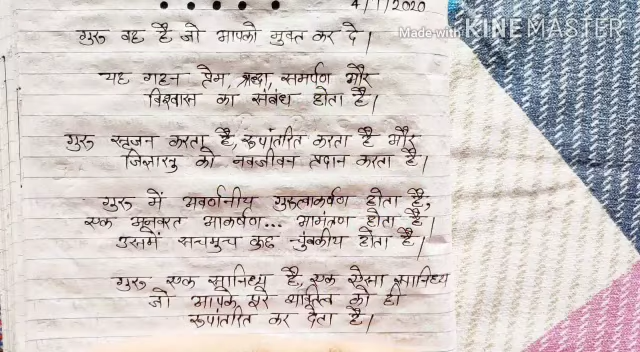 4/1/2020
Made with KINEMASTER
गुरू वह है जो आपको मुक्त कर दे।
यह गहन प्रेम, श्रद्धा, समर्पण और
विश्वास का संबंध होता है।
गुरू सृजन करता है, रूपांतरित करता है और
जिज्ञासु को नवजीवन प्रदान करता है।
गुरू में अवर्णनीय गुरुत्वाकर्षण होता है,
एक अनवरत आकर्षण... आमंत्रण होता है।
उसमें सचमुच कुछ चुंबकीय होता है।
गुरू एक सानिध्य है, एक ऐसा सानिध्य
जो आपके पूरे व्यक्तित्व को ही
रूपांतरित कर देता है।